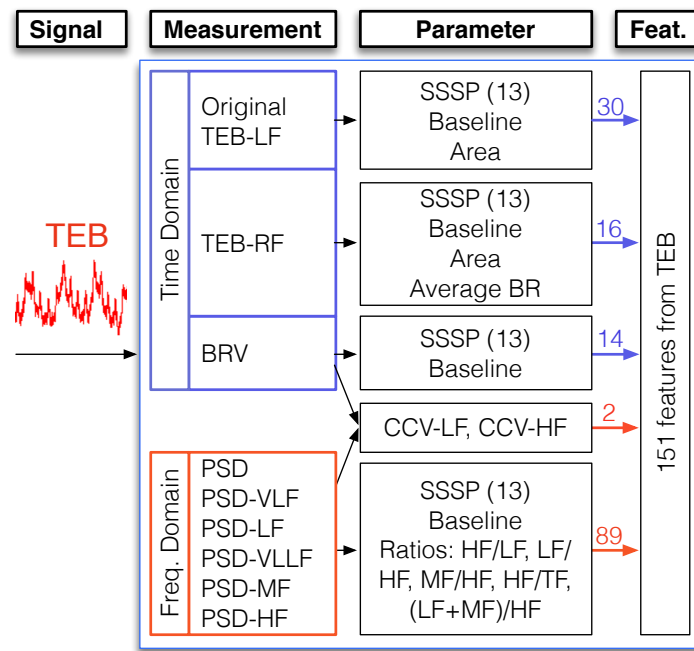 Signal
Measurement
Parameter
Feat.
TEB
Time Domain
Original
TEB-LF
SSSP (13)
Baseline
Area
30
TEB-RF
SSSP (13)
Baseline
Area
Average BR
16
BRV
SSSP (13)
Baseline
14
CCV-LF, CCV-HF
2
Freq. Domain
PSD
PSD-VLF
PSD-LF
PSD-VLLF
PSD-MF
PSD-HF
SSSP (13)
Baseline
Ratios: HF/LF, LF/
HF, MF/HF, HF/TF,
(LF+MF)/HF
89
151 features from TEB